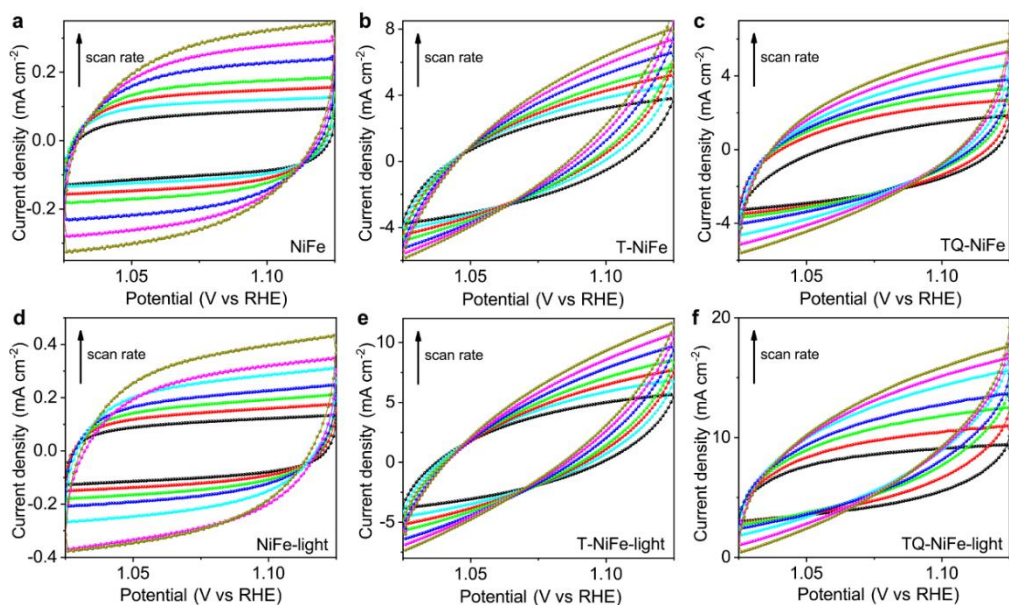 a
Current density (mA cm⁻²)
0.2
0.0
-0.2
scan rate
NiFe
1.05
1.10
Potential (V vs RHE)
b
Current density (mA cm⁻²)
8
4
0
-4
scan rate
T-NiFe
1.05
1.10
Potential (V vs RHE)
c
Current density (mA cm⁻²)
6
3
0
-3
-6
scan rate
TQ-NiFe
1.05
1.10
Potential (V vs RHE)
d
Current density (mA cm⁻²)
0.4
0.2
0.0
-0.2
-0.4
scan rate
NiFe-light
1.05
1.10
Potential (V vs RHE)
e
Current density (mA cm⁻²)
10
5
0
-5
scan rate
T-NiFe-light
1.05
1.10
Potential (V vs RHE)
f
Current density (mA cm⁻²)
20
10
0
scan rate
TQ-NiFe-light
1.05
1.10
Potential (V vs RHE)